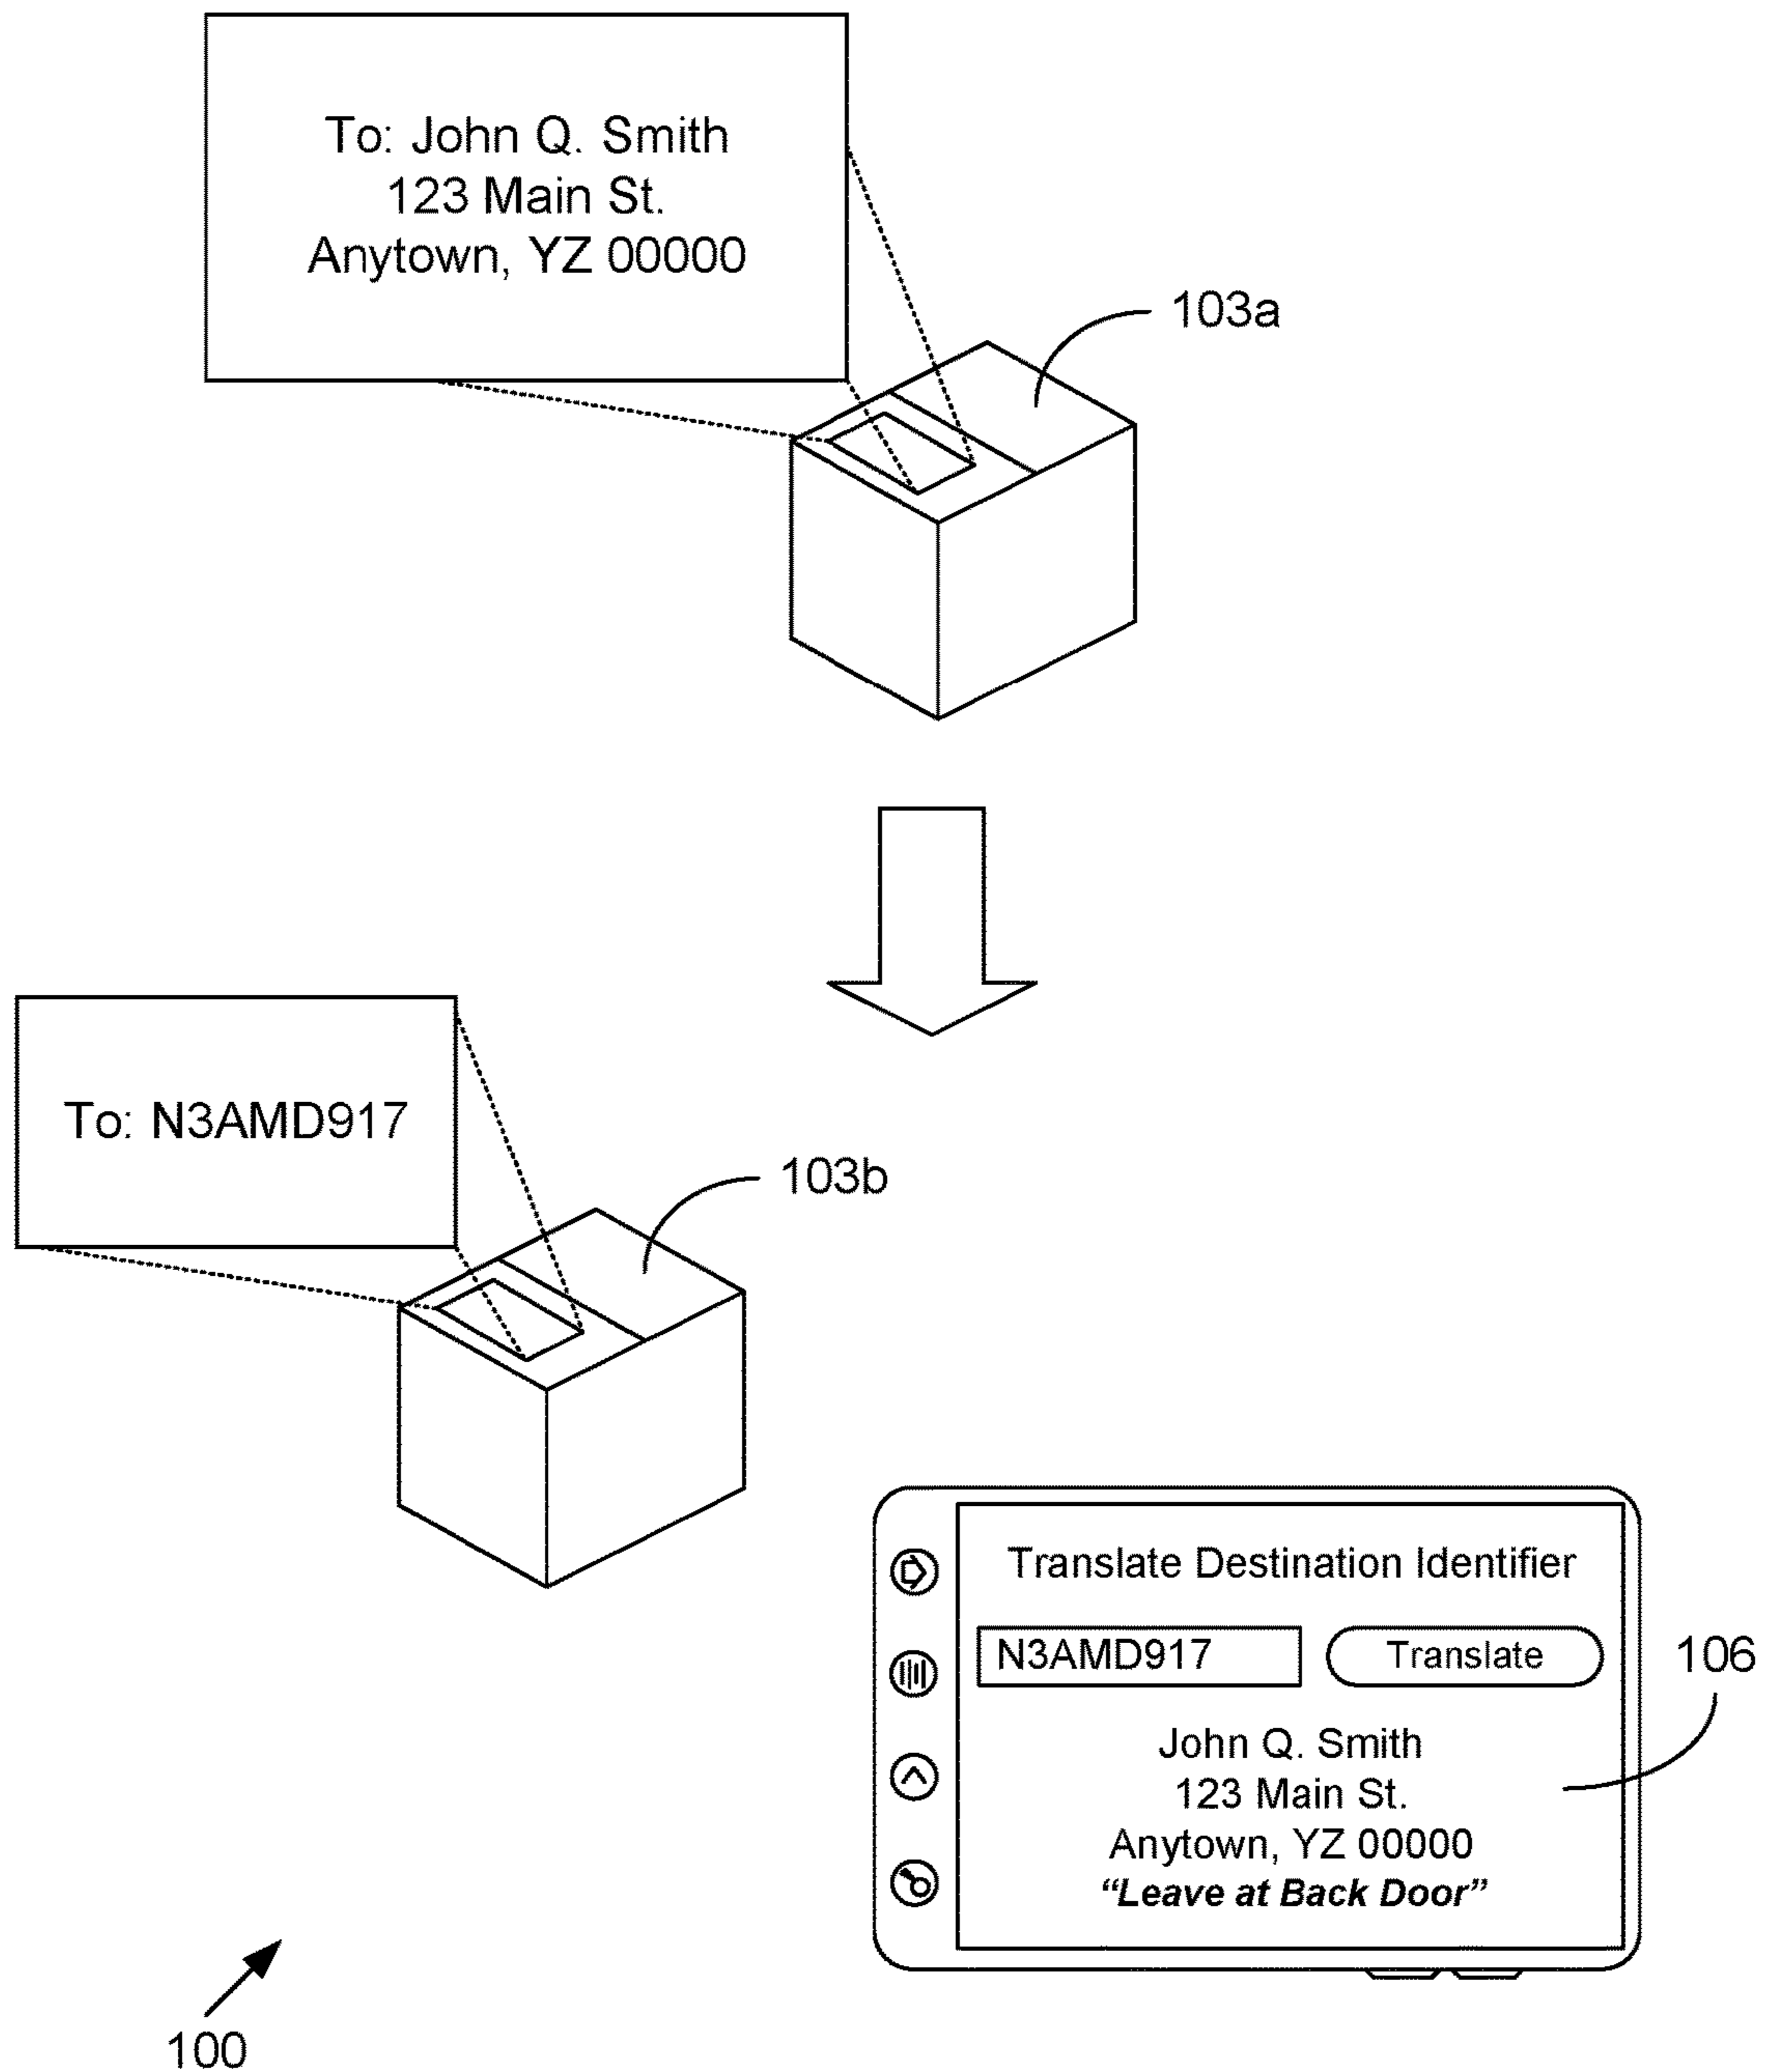 To: John Q. Smith
123 Main St.
Anytown, YZ 00000
103a
To: N3AMD917
103b
Translate Destination Identifier
N3AMD917
Translate
106
John Q. Smith
123 Main St.
Anytown, YZ 00000
“Leave at Back Door”
100